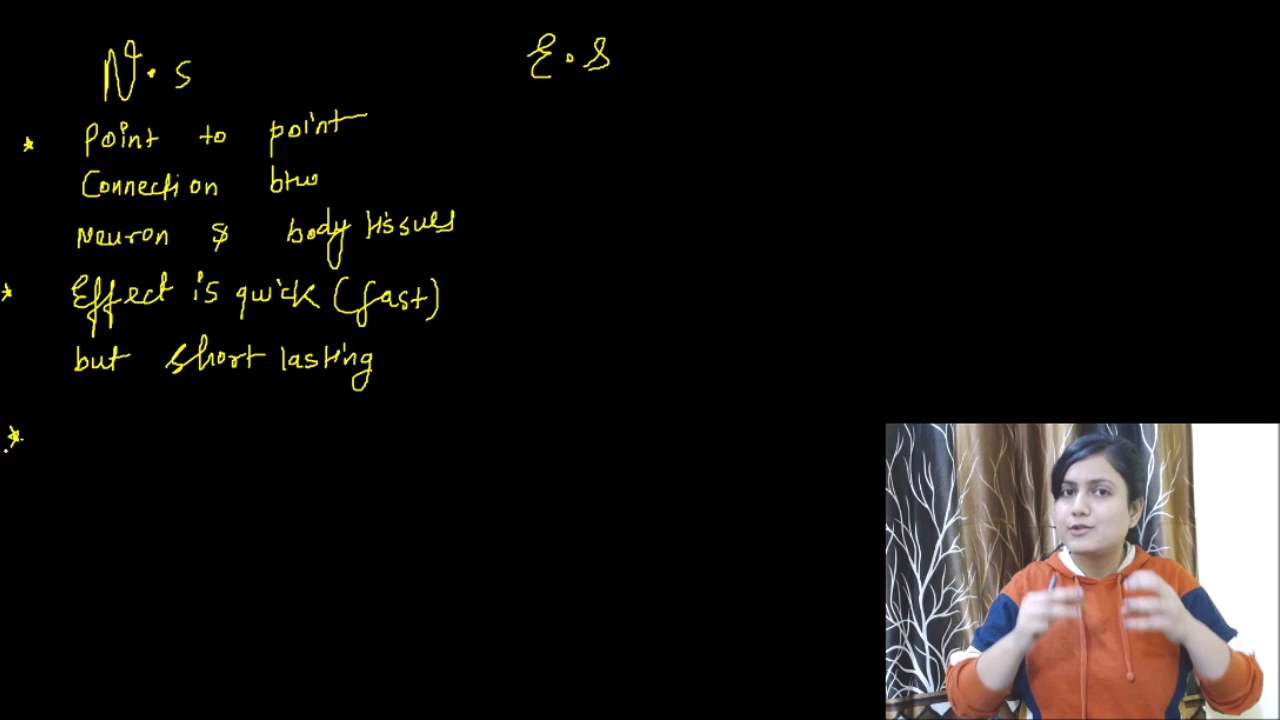 N.S
E.S
* Point to point
Connection btw
Neuron & body tissues
* Effect is quick (fast)
but short lasting
*